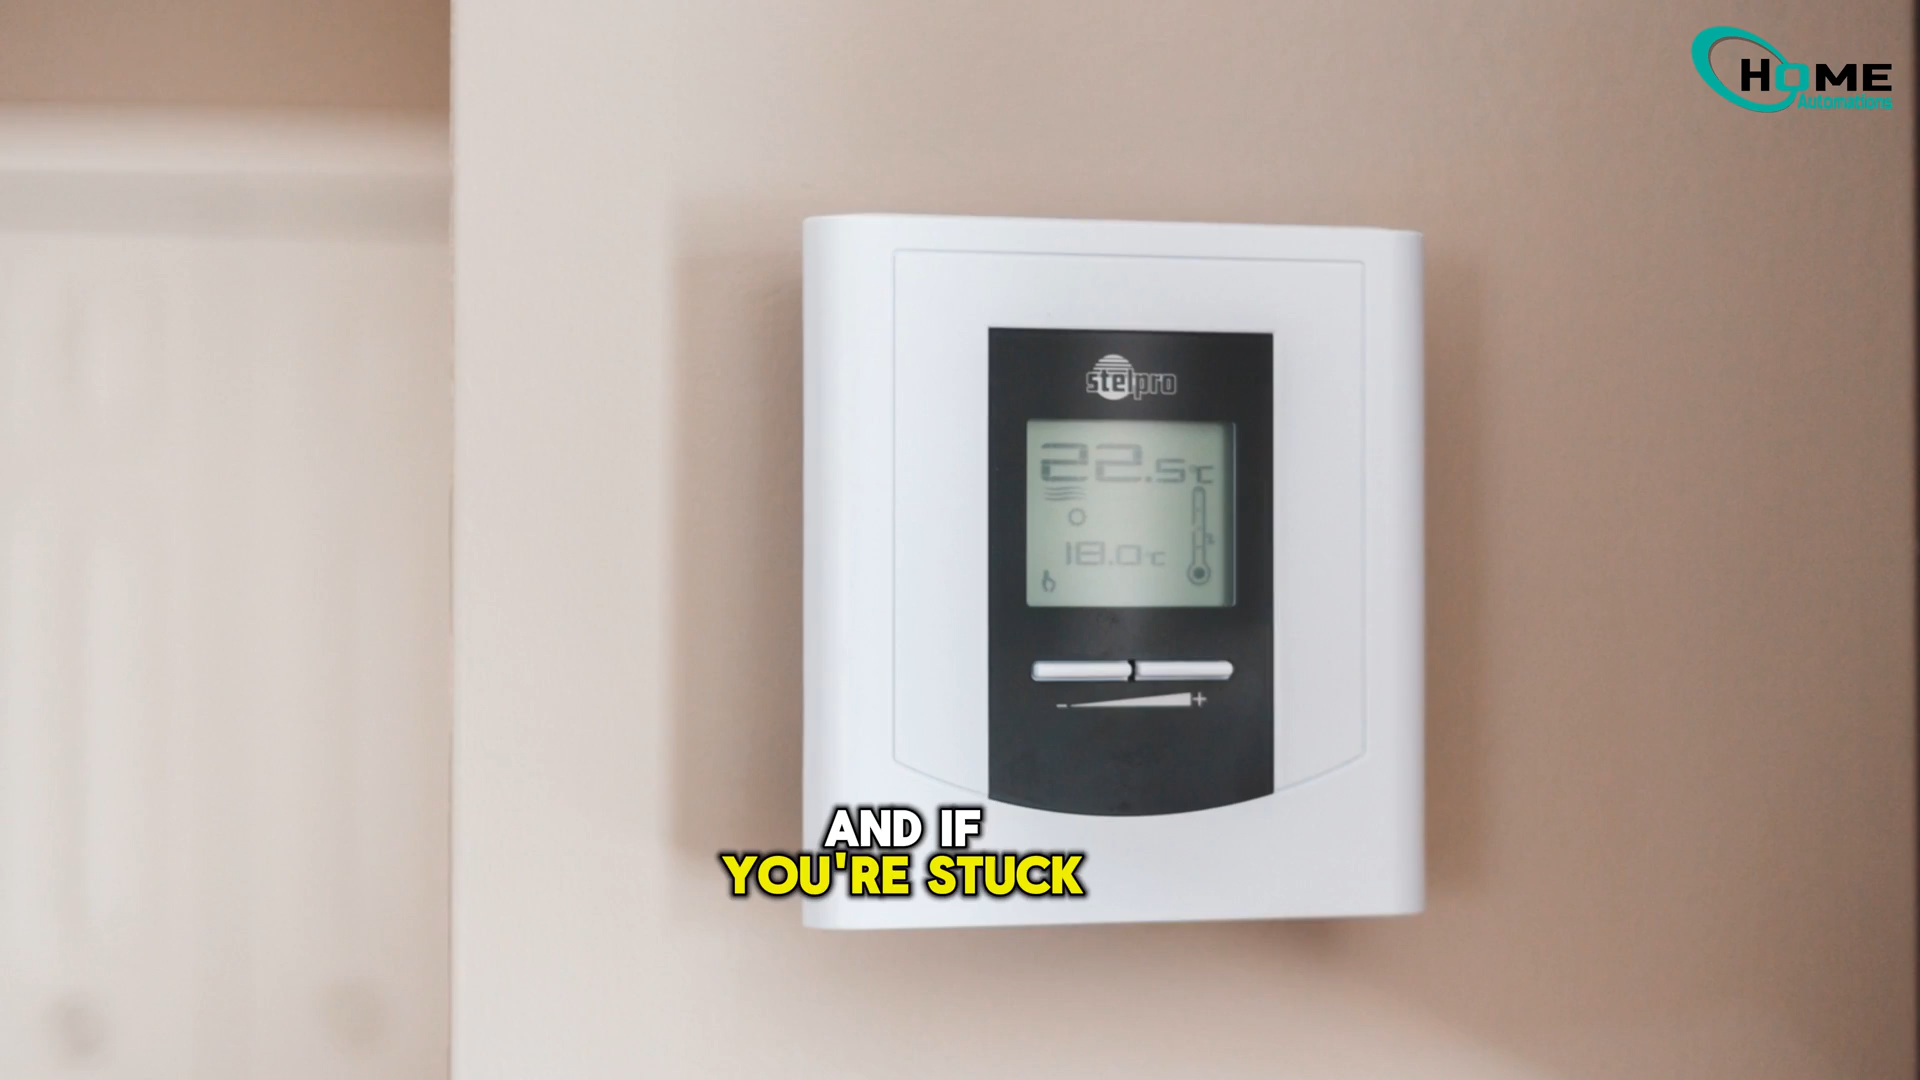 HOME
Automations
stelpro
22.5°C
18.0°C
- +
AND IF
YOU'RE STUCK